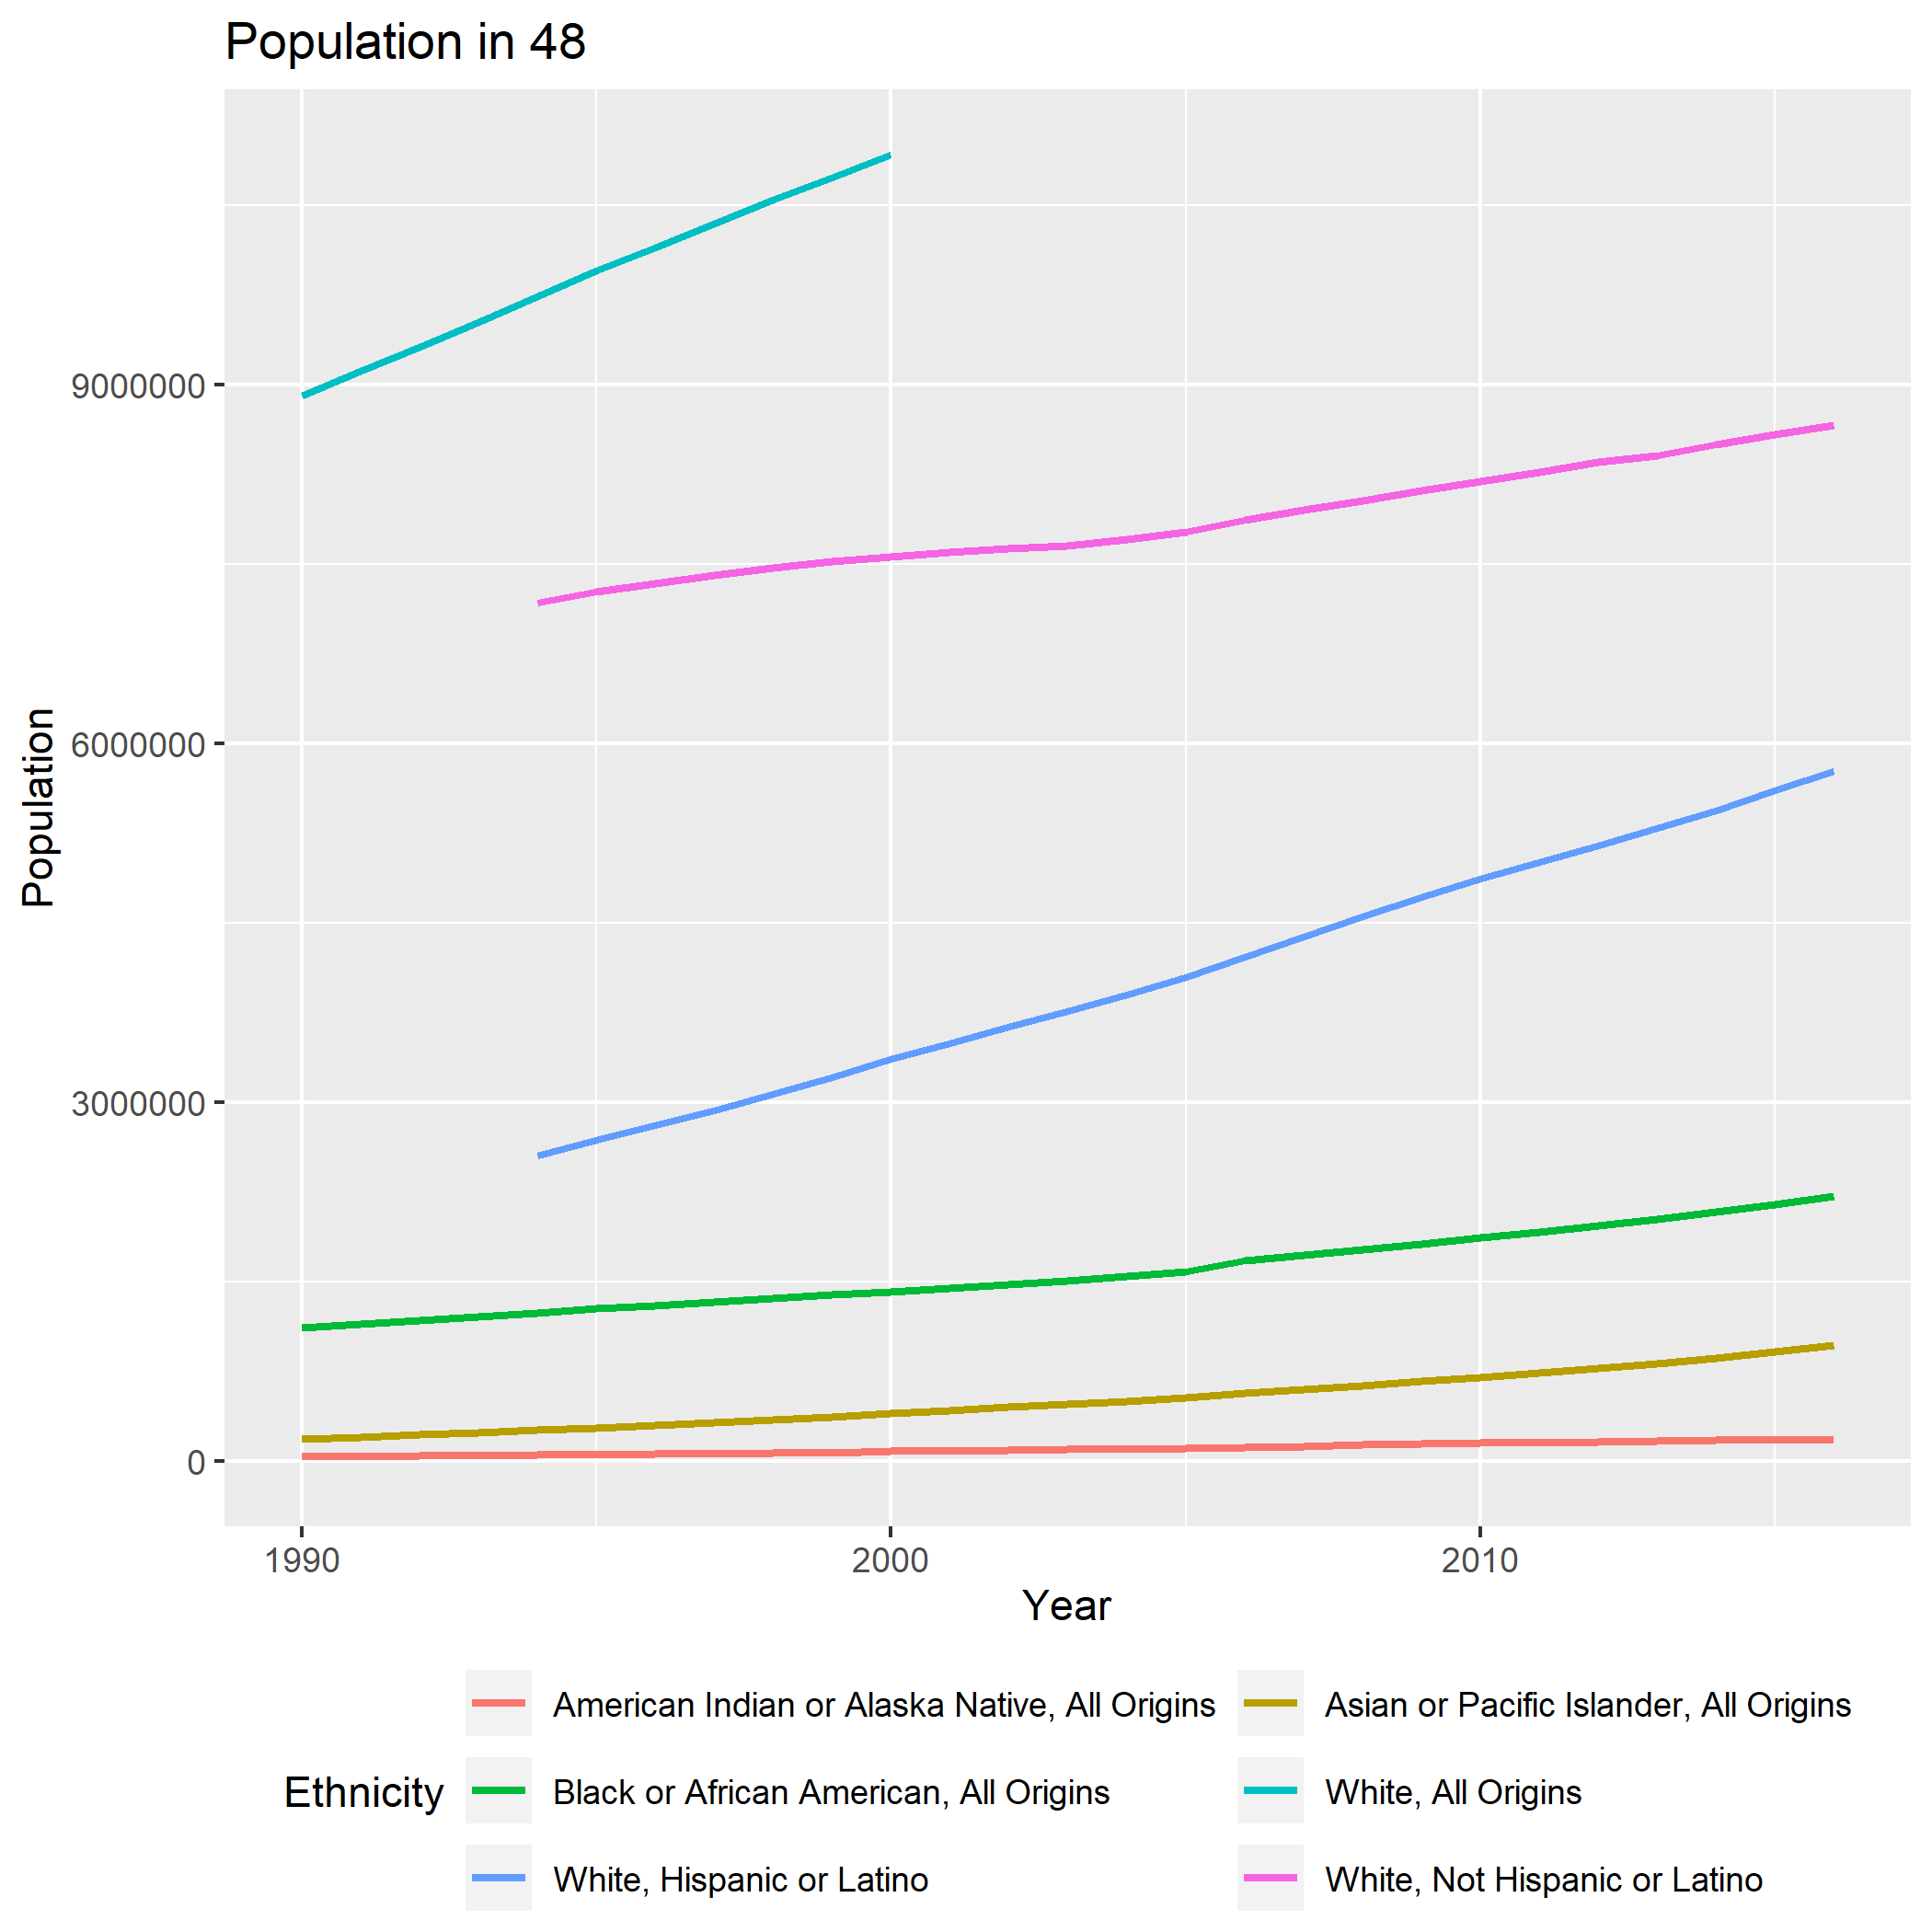 Population in 48
Population
9000000
6000000
3000000
0
1990
2000
2010
Year
Ethnicity
American Indian or Alaska Native, All Origins
Asian or Pacific Islander, All Origins
Black or African American, All Origins
White, All Origins
White, Hispanic or Latino
White, Not Hispanic or Latino